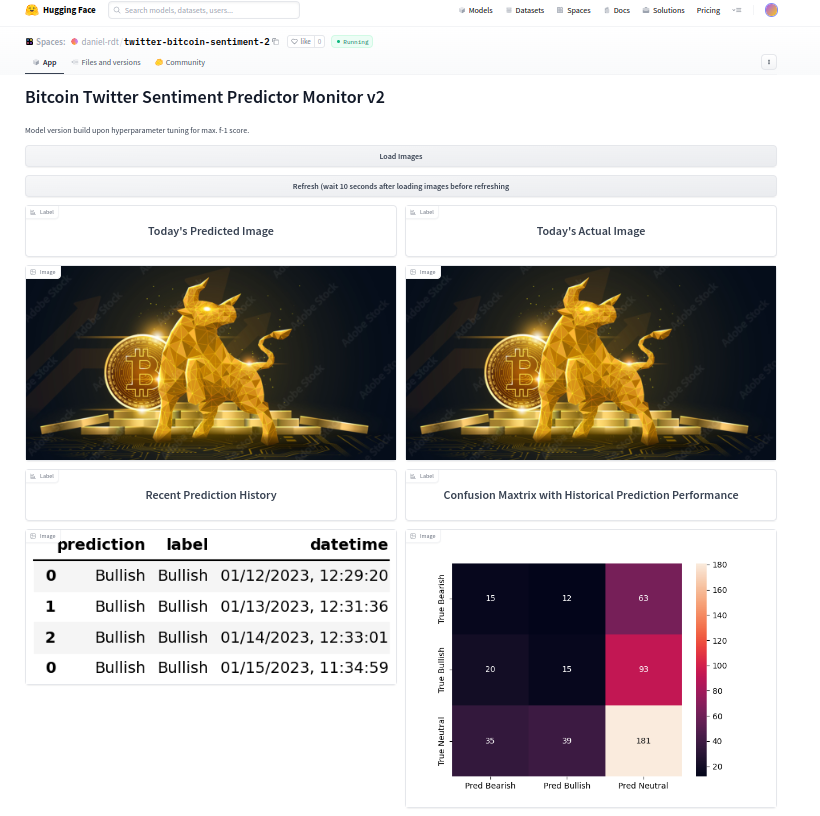 Hugging Face
Search models, datasets, users...
Models
Datasets
Spaces
Docs
Solutions
Pricing
Spaces:
daniel-rdt/twitter-bitcoin-sentiment-2
like
0
Running
App
Files and versions
Community
Bitcoin Twitter Sentiment Predictor Monitor v2
Model version build upon hyperparameter tuning for max. f-1 score.
Load Images
Refresh (wait 10 seconds after loading images before refreshing
Label
Today's Predicted Image
Label
Today's Actual Image
Image
Adobe Stock
Image
Adobe Stock
Label
Recent Prediction History
Label
Confusion Maxtrix with Historical Prediction Performance
Image
prediction label datetime
0 Bullish Bullish 01/12/2023, 12:29:20
1 Bullish Bullish 01/13/2023, 12:31:36
2 Bullish Bullish 01/14/2023, 12:33:01
0 Bullish Bullish 01/15/2023, 11:34:59
Image
True Bearish
15 12 63
True Bullish
20 15 93
True Neutral
35 39 181
Pred Bearish Pred Bullish Pred Neutral
180
160
140
120
100
80
60
40
20